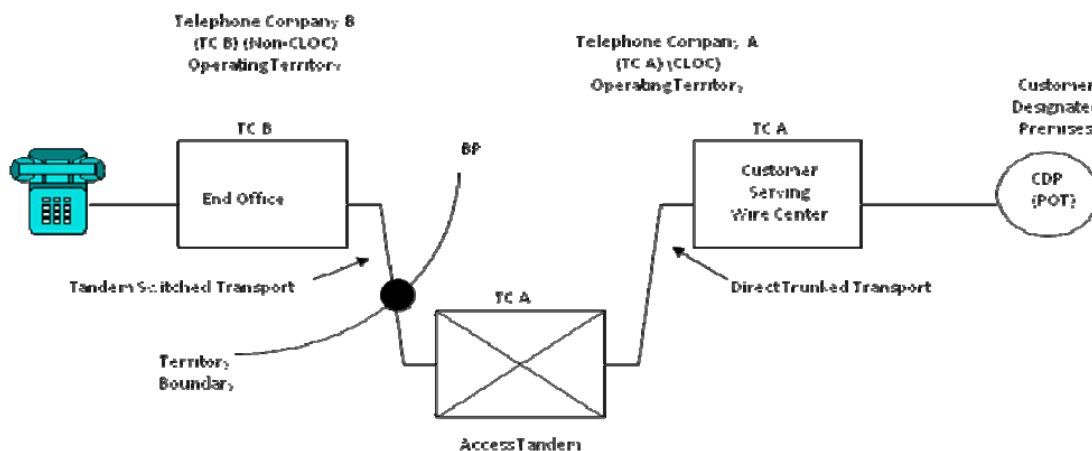 Telephone Company B
(TC B) (Non-CLOC)
Operating Territory
Telephone Company A
(TC A) (CLOC)
Operating Territory
Customer
Designated
Premises
TC B
BP
TC A
End Office
Customer
Serving
Wire Center
CDP
(POT)
Tandem Switched Transport
TC A
Direct Trunked Transport
Territory
Boundary
Access Tandem